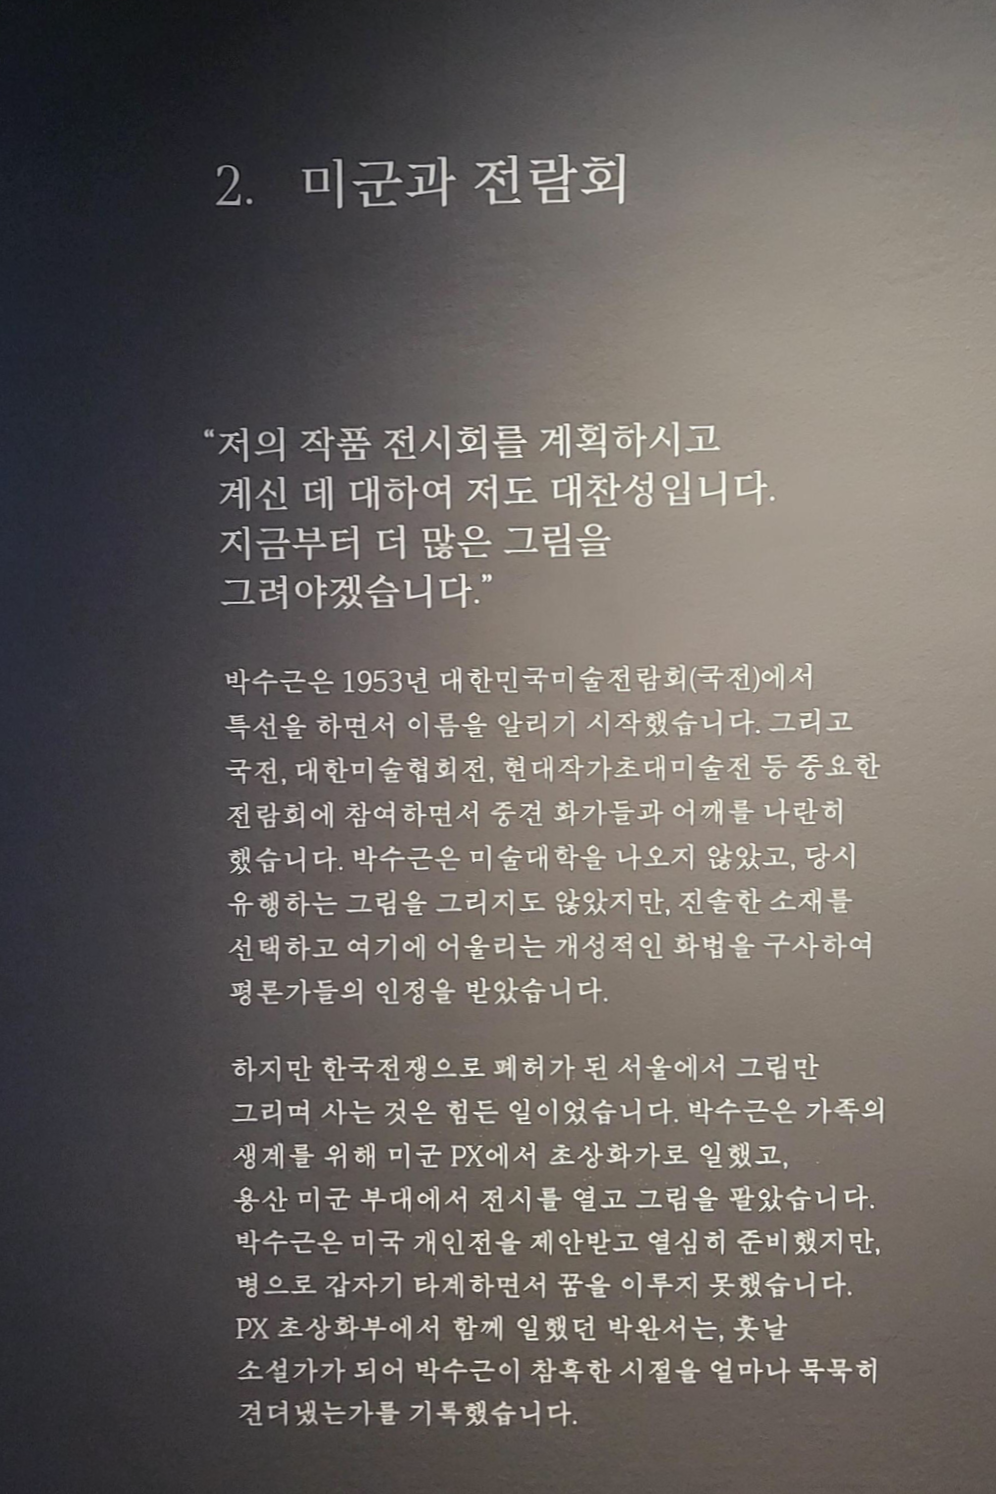 2. 미군과 전람회
“저의 작품 전시회를 계획하시고
계신 데 대하여 저도 대찬성입니다.
지금부터 더 많은 그림을
그려야겠습니다.”
박수근은 1953년 대한민국미술전람회(국전)에서
특선을 하면서 이름을 알리기 시작했습니다. 그리고
국전, 대한미술협회전, 현대작가초대미술전 등 중요한
전람회에 참여하면서 중견 화가들과 어깨를 나란히
했습니다. 박수근은 미술대학을 나오지 않았고, 당시
유행하는 그림을 그리지도 않았지만, 진솔한 소재를
선택하고 여기에 어울리는 개성적인 화법을 구사하여
평론가들의 인정을 받았습니다.
하지만 한국전쟁으로 폐허가 된 서울에서 그림만
그리며 사는 것은 힘든 일이었습니다. 박수근은 가족의
생계를 위해 미군 PX에서 초상화가로 일했고,
용산 미군 부대에서 전시를 열고 그림을 팔았습니다.
박수근은 미국 개인전을 제안받고 열심히 준비했지만,
병으로 갑자기 타계하면서 꿈을 이루지 못했습니다.
PX 초상화부에서 함께 일했던 박완서는, 훗날
소설가가 되어 박수근이 참혹한 시절을 얼마나 묵묵히
견뎌냈는가를 기록했습니다.